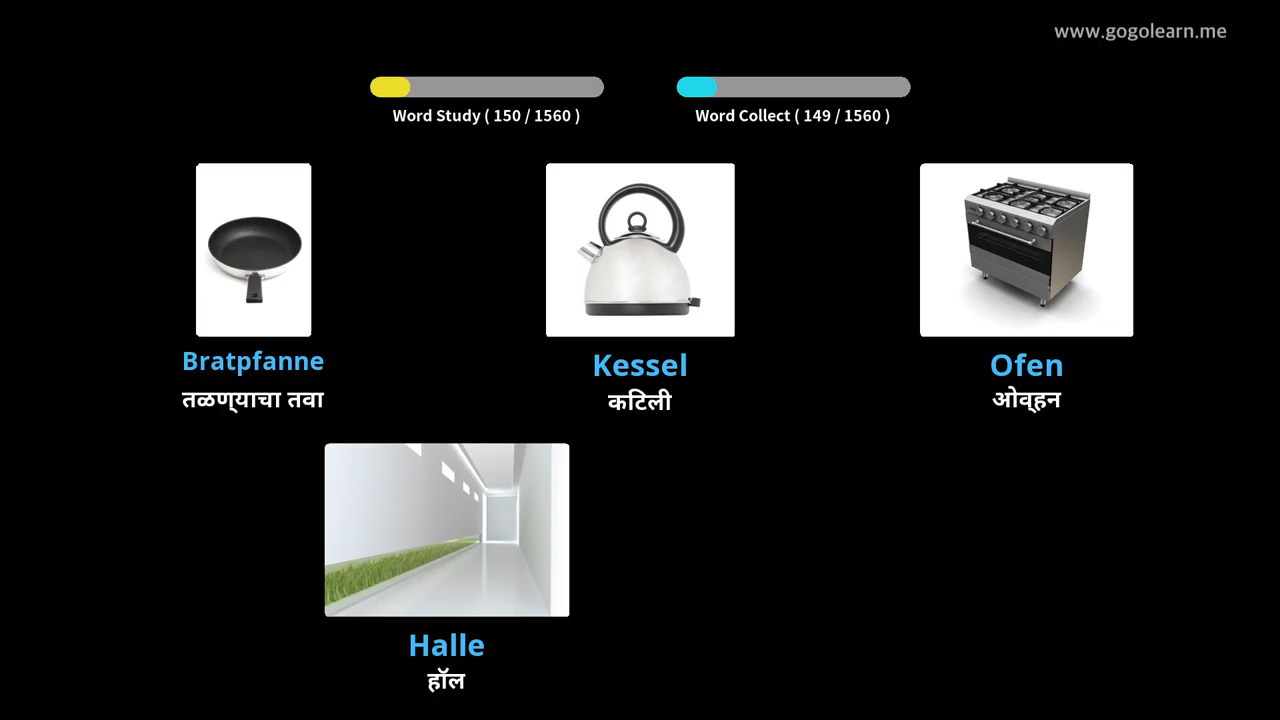 www.gogolearn.me
Word Study ( 150 / 1560 )
Word Collect ( 149 / 1560 )
Bratpfanne
तळण्याचा तवा
Kessel
कटिली
Ofen
ओव्हन
Halle
हॉल